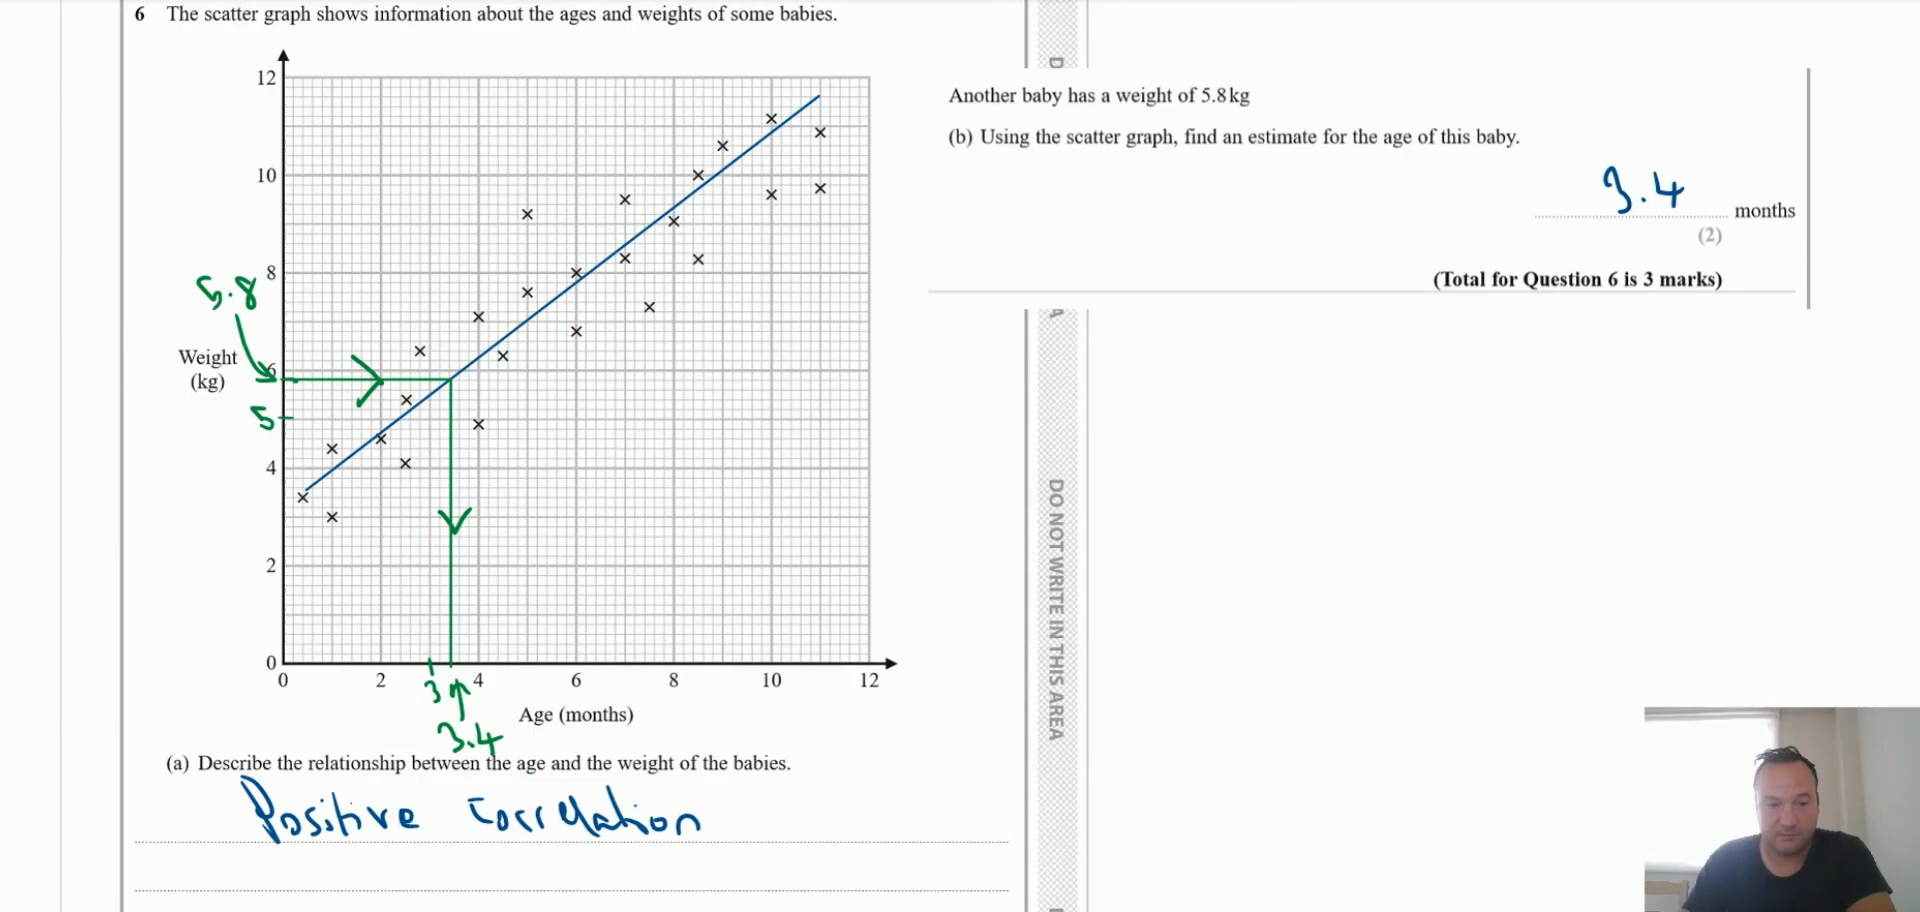 6 The scatter graph shows information about the ages and weights of some babies.
12
10
8
6
4
2
0
5.8
Weight
(kg)
5
0 2 4 6 8 10 12
3
3.4
Age (months)
(a) Describe the relationship between the age and the weight of the babies.
Positive correlation
D
Another baby has a weight of 5.8 kg
(b) Using the scatter graph, find an estimate for the age of this baby.
3.4 months
(2)
(Total for Question 6 is 3 marks)
A
DO NOT WRITE IN THIS AREA